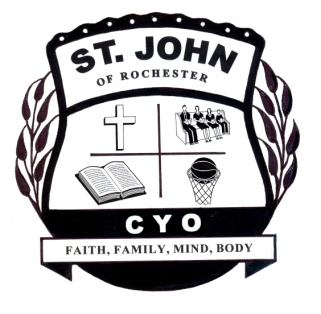 ST. JOHN
OF ROCHESTER
CYO
FAITH, FAMILY, MIND, BODY